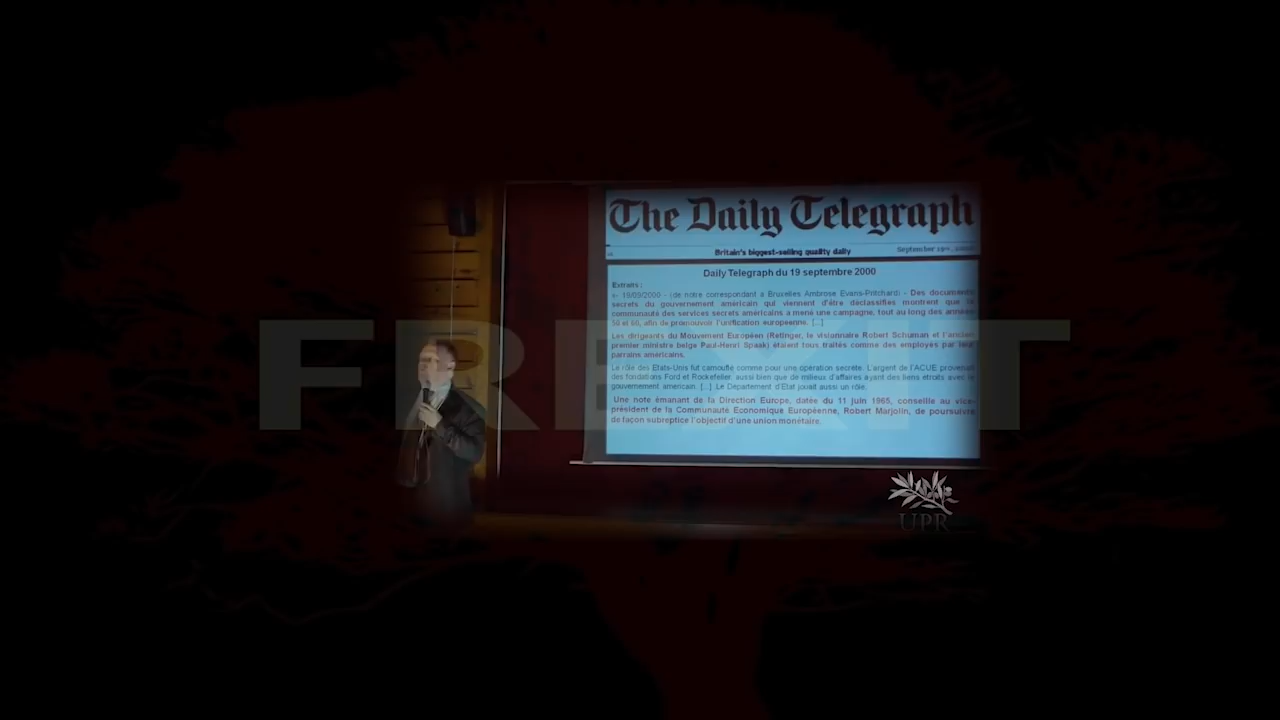 The Daily Telegraph
Britain's biggest-selling quality daily
September 19th, 2000
Daily Telegraph du 19 septembre 2000
Extraits :
19/09/2000 - (de notre correspondant à Bruxelles Ambrose Evans-Pritchard) - Des documents
secrets du gouvernement américain qui viennent d'être déclassifiés montrent que la
communauté des services secrets américains a mené une campagne, tout au long des années
50 et 60, afin de promouvoir l'unification européenne. [...]
Les dirigeants du Mouvement Européen (Retinger, le visionnaire Robert Schuman et l'ancien
premier ministre belge Paul-Henri Spaak) étaient tous traités comme des employés par leur
parrains américains.
Le rôle des Etats-Unis fut camouflé comme pour une opération secrète. L'argent de l'ACUE provenait
des fondations Ford et Rockefeller, aussi bien que de milieux d'affaires ayant des liens étroits avec le
gouvernement américain. [...] Le Département d'Etat jouait aussi un rôle.
Une note émanant de la Direction Europe, datée du 11 juin 1965, conseille au vice-
président de la Communauté Economique Européenne, Robert Marjolin, de poursuivre
de façon subreptice l'objectif d'une union monétaire.
FREXIT
UPR